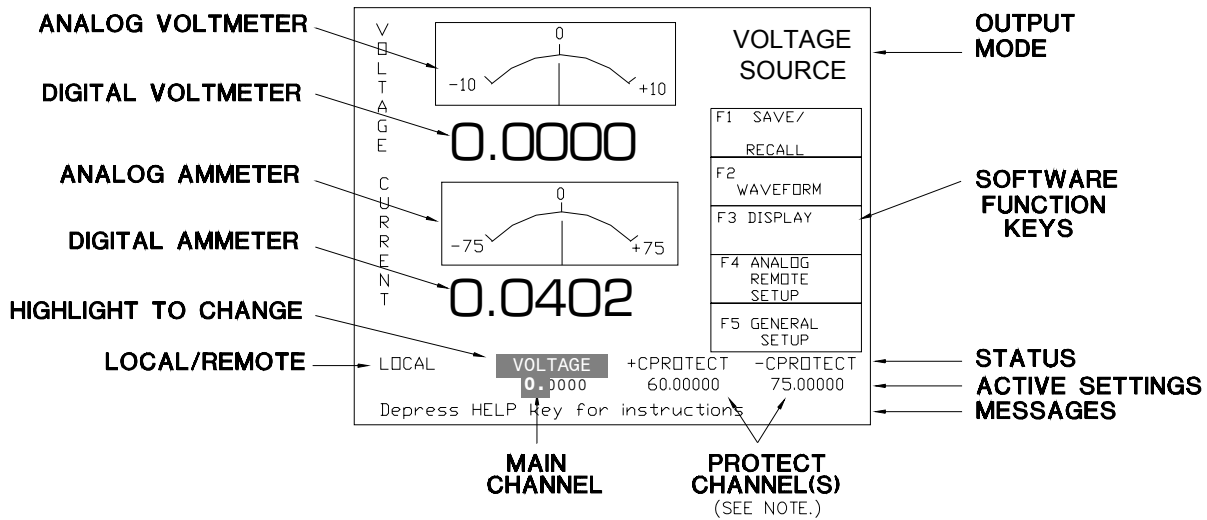 ANALOG VOLTMETER
DIGITAL VOLTMETER
ANALOG AMMETER
DIGITAL AMMETER
HIGHLIGHT TO CHANGE
LOCAL/REMOTE
VOLTAGE
CURRENT
0
-10
+10
0.0000
0
-75
+75
0.0402
VOLTAGE
SOURCE
F1 SAVE/
RECALL
F2
WAVEFORM
F3 DISPLAY
F4 ANALOG
REMOTE
SETUP
F5 GENERAL
SETUP
LOCAL
VOLTAGE
+CPROTECT
-CPROTECT
0.0000
60.00000
75.00000
Depress HELP key for instructions
OUTPUT
MODE
SOFTWARE
FUNCTION
KEYS
STATUS
ACTIVE SETTINGS
MESSAGES
MAIN
CHANNEL
PROTECT
CHANNEL(S)
(SEE NOTE.)